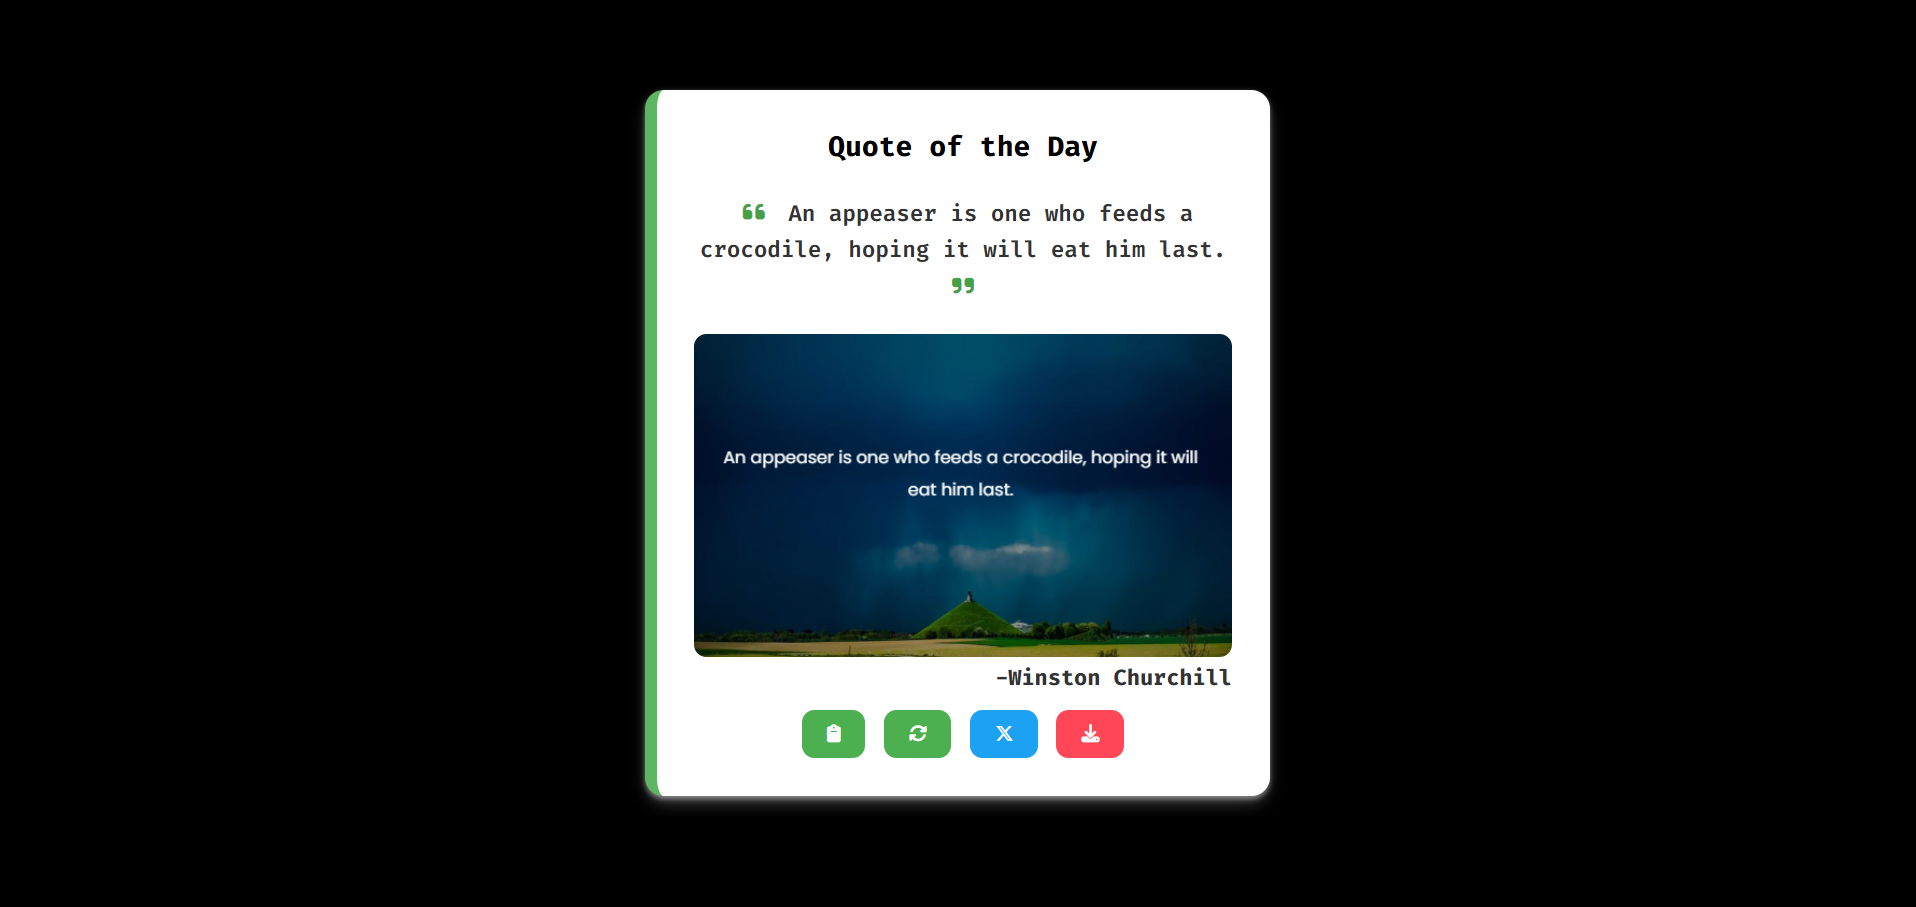 Quote of the Day
❝ An appeaser is one who feeds a
crocodile, hoping it will eat him last.
❞
An appeaser is one who feeds a crocodile, hoping it will
eat him last.
-Winston Churchill